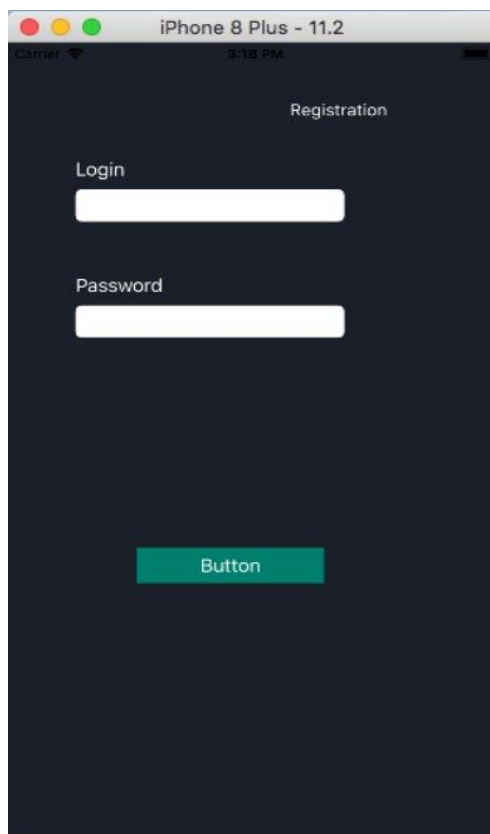 iPhone 8 Plus - 11.2
Carrier 3:18 PM
Registration
Login
Password
Button